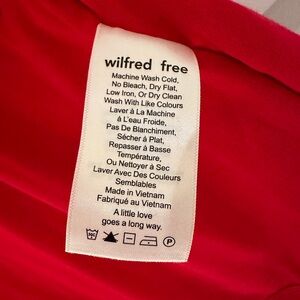 wilfred free
Machine Wash Cold,
No Bleach, Dry Flat,
Low Iron, Or Dry Clean
Wash With Like Colours
Laver à La Machine
à L'eau Froide,
Pas De Blanchiment,
Sécher à Plat,
Repasser à Basse
Température,
Ou Nettoyer à Sec
Laver Avec Des Couleurs
Semblables
Made in Vietnam
Fabriqué au Vietnam
A little love
goes a long way.